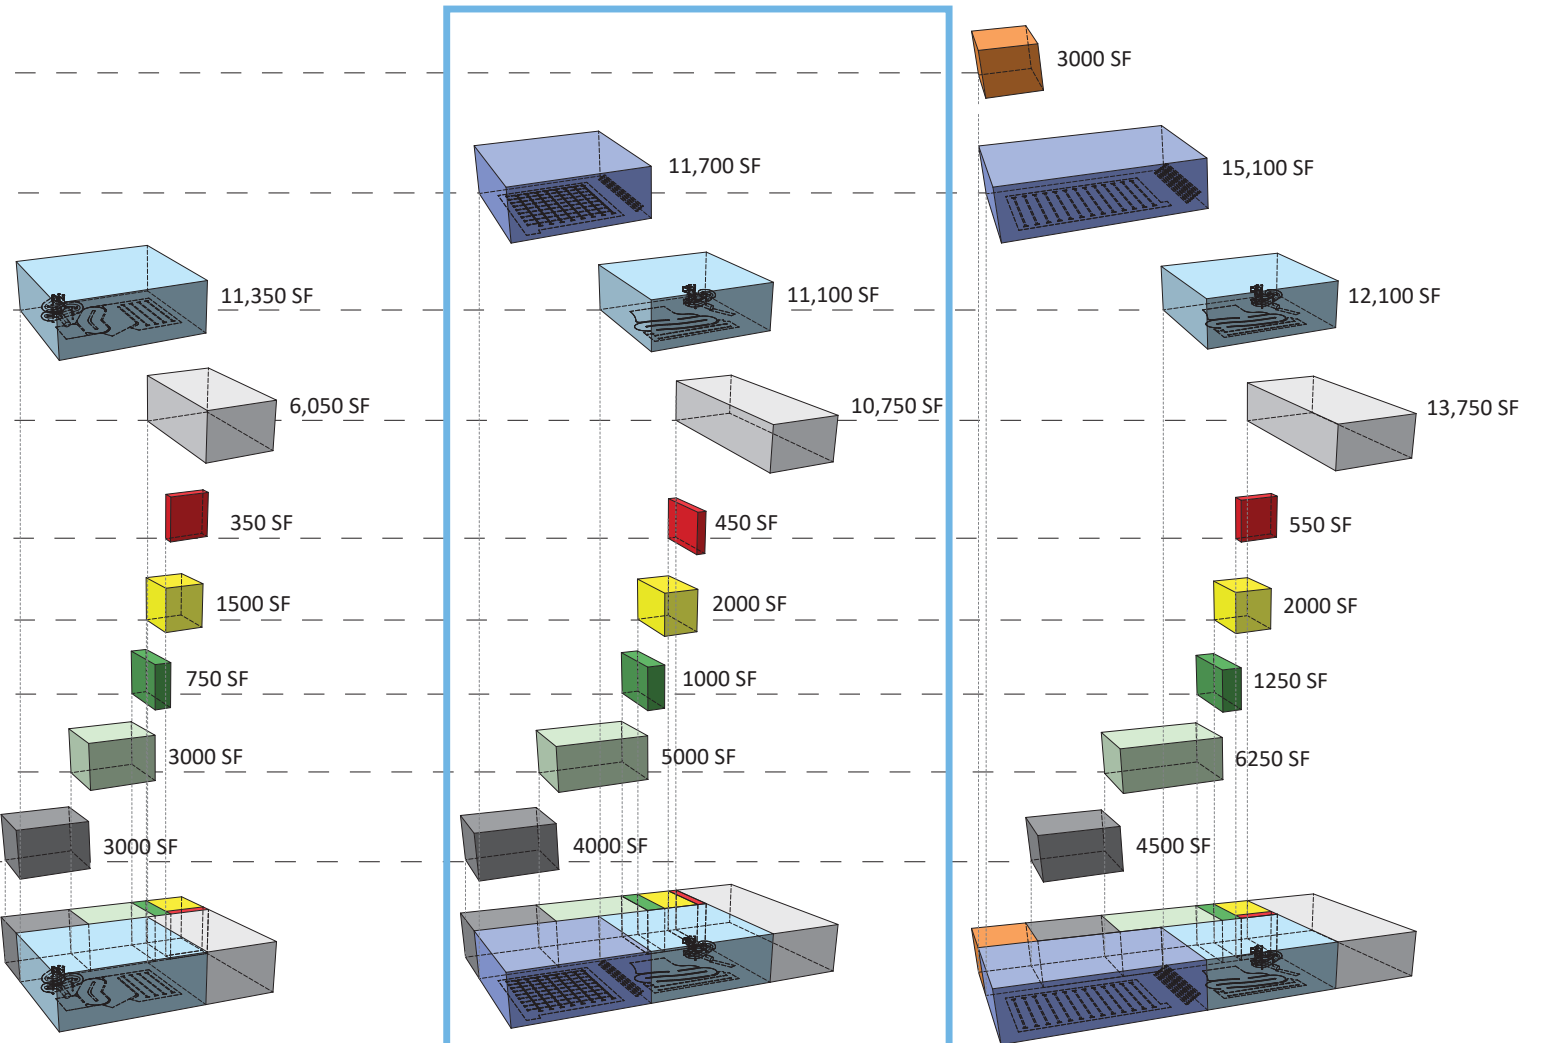 3000 SF
11,700 SF
15,100 SF
11,350 SF
11,100 SF
12,100 SF
6,050 SF
10,750 SF
13,750 SF
350 SF
450 SF
550 SF
1500 SF
2000 SF
2000 SF
750 SF
1000 SF
1250 SF
3000 SF
5000 SF
6250 SF
3000 SF
4000 SF
4500 SF